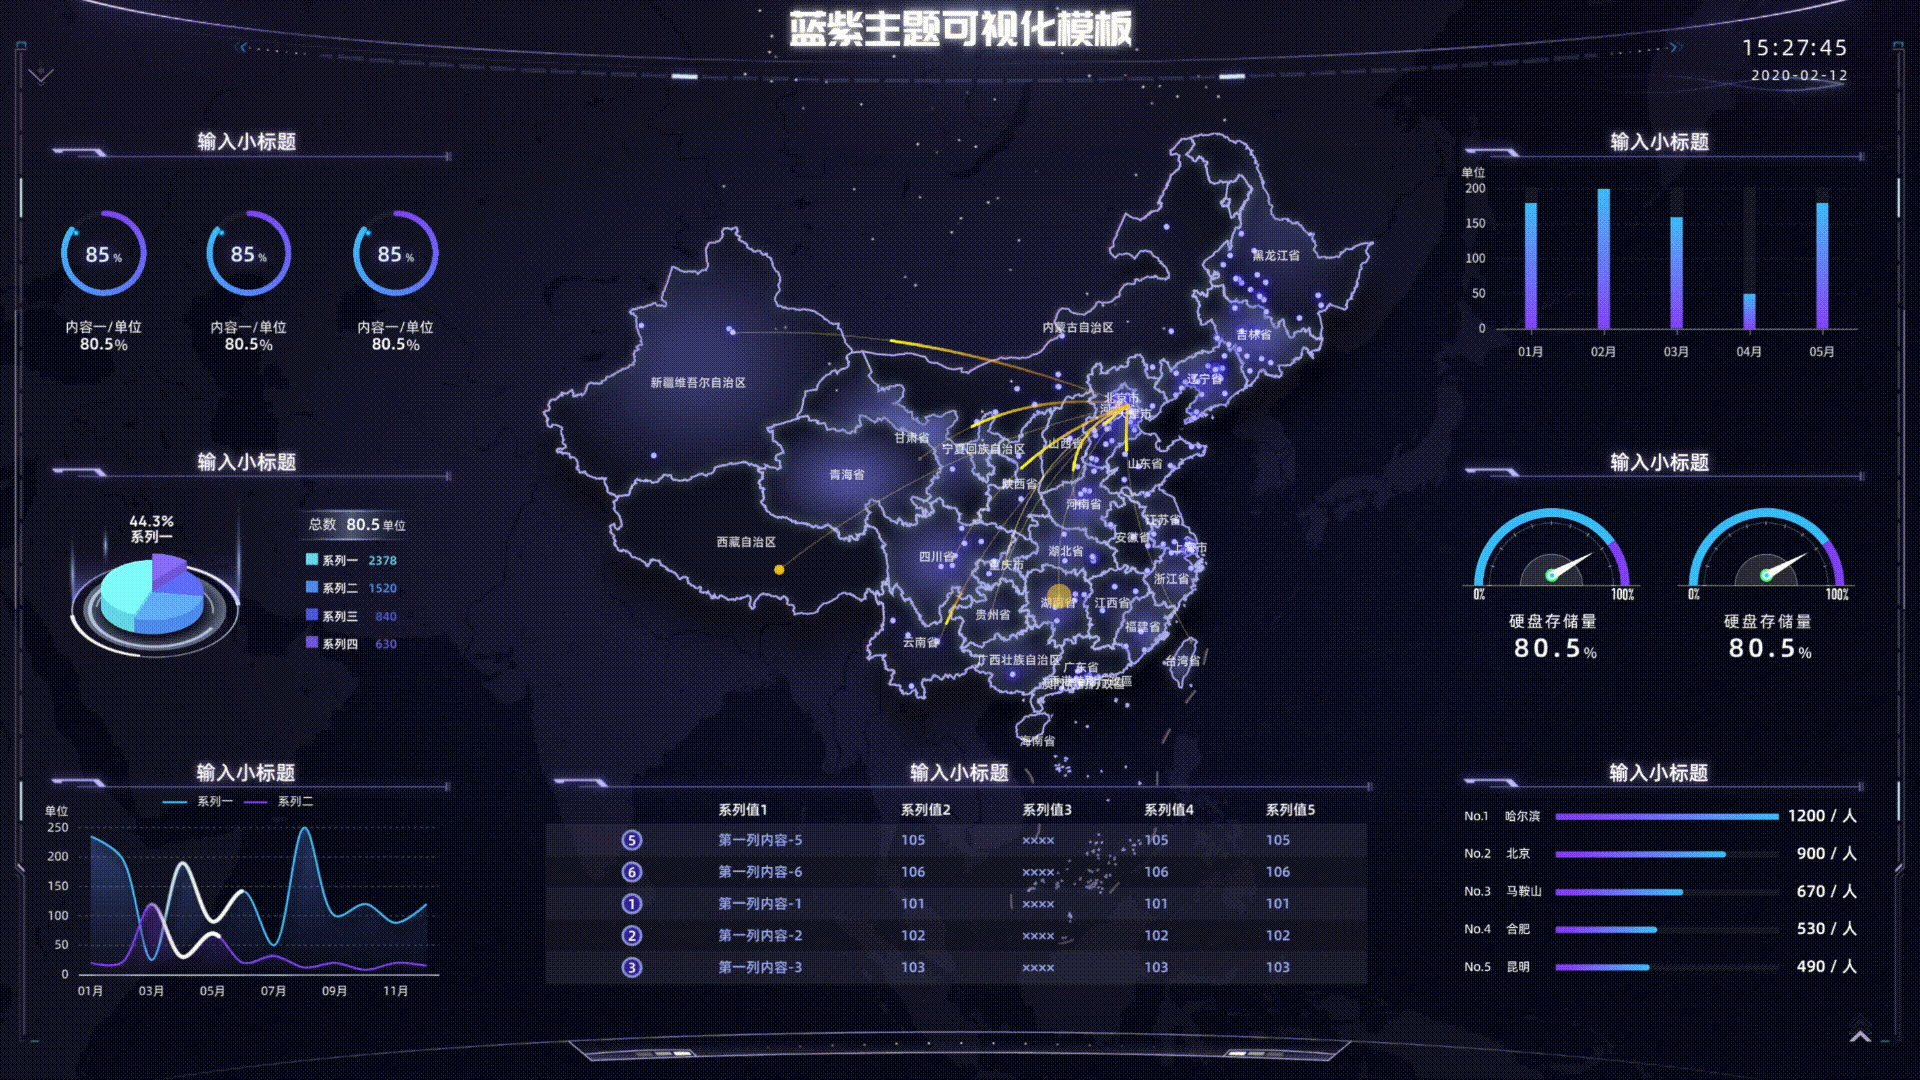 蓝紫主题可视化模板
15:27:45
2020-02-12
输入小标题
85 %
85 %
85 %
内容一/单位
80.5%
内容一/单位
80.5%
内容一/单位
80.5%
输入小标题
44.3%
系列一
总数 80.5 单位
系列一 2378
系列二 1520
系列三 840
系列四 630
输入小标题
单位
系列一 系列二
250
200
150
100
50
0
01月 03月 05月 07月 09月 11月
黑龙江省
内蒙古自治区
吉林省
新疆维吾尔自治区
辽宁省
北京市
甘肃省
宁夏回族自治区
山西省
山东省
青海省
陕西省
河南省
江苏省
西藏自治区
安徽省
四川省
湖北省
上海市
重庆市
浙江省
湖南省
江西省
贵州省
福建省
云南省
广西壮族自治区
广东省
台湾省
海南省
输入小标题
系列值1 系列值2 系列值3 系列值4 系列值5
5 第一列内容-5 105 ×××× 105 105
6 第一列内容-6 106 ×××× 106 106
1 第一列内容-1 101 ×××× 101 101
2 第一列内容-2 102 ×××× 102 102
3 第一列内容-3 103 ×××× 103 103
输入小标题
单位
200
150
100
50
0
01月 02月 03月 04月 05月
输入小标题
0% 100%
硬盘存储量
80.5%
0% 100%
硬盘存储量
80.5%
输入小标题
No.1 哈尔滨 1200 / 人
No.2 北京 900 / 人
No.3 马鞍山 670 / 人
No.4 合肥 530 / 人
No.5 昆明 490 / 人